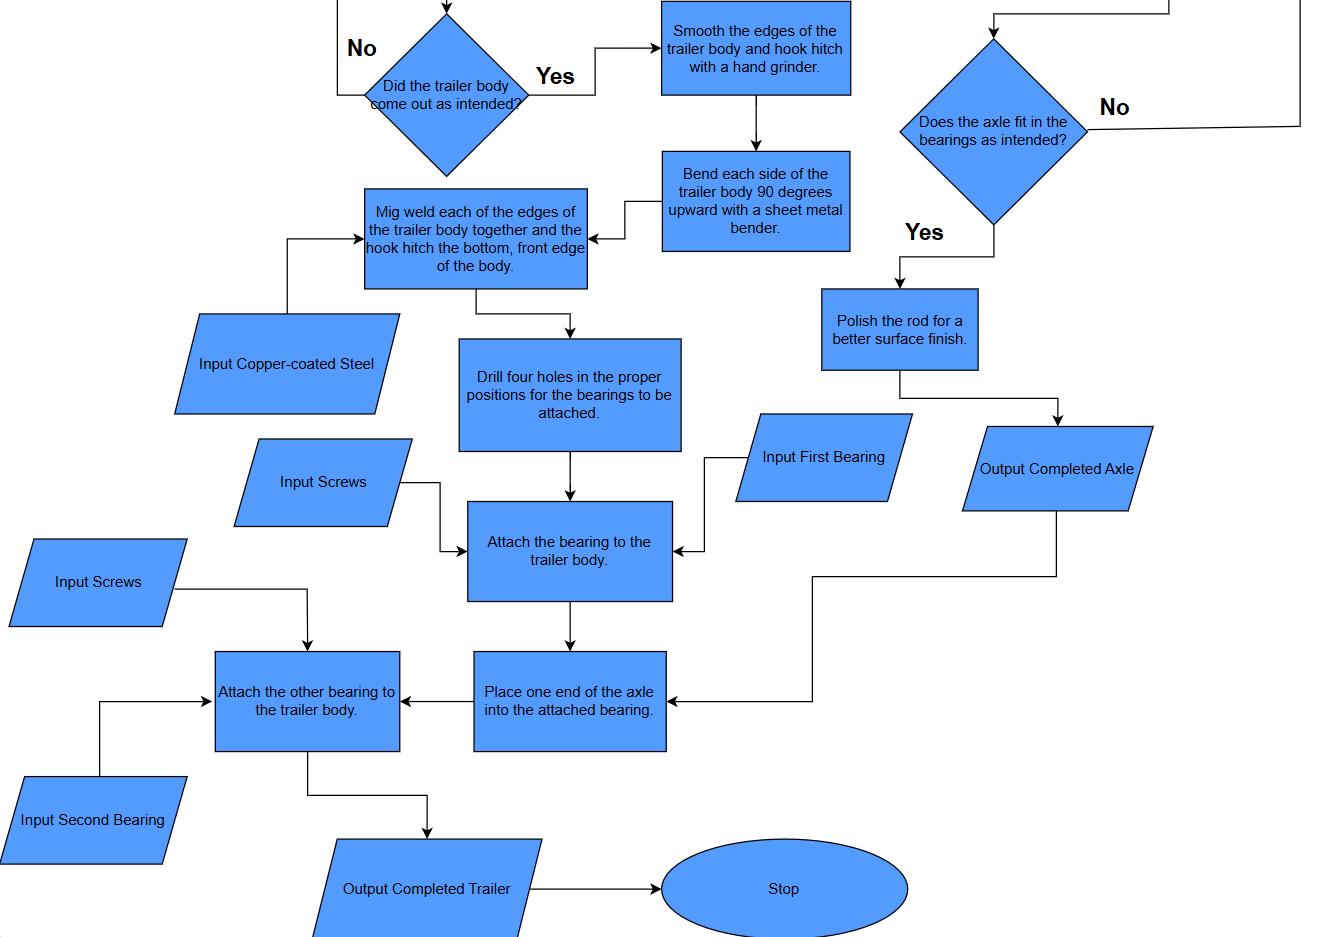 No
Did the trailer body
come out as intended?
Yes
Smooth the edges of the
trailer body and hook hitch
with a hand grinder.
Does the axle fit in the
bearings as intended?
No
Bend each side of the
trailer body 90 degrees
upward with a sheet metal
bender.
Mig weld each of the edges of
the trailer body together and the
hook hitch the bottom, front edge
of the body.
Yes
Polish the rod for a
better surface finish.
Input Copper-coated Steel
Drill four holes in the proper
positions for the bearings to be
attached.
Input First Bearing
Output Completed Axle
Input Screws
Attach the bearing to the
trailer body.
Input Screws
Attach the other bearing to
the trailer body.
Place one end of the axle
into the attached bearing.
Input Second Bearing
Output Completed Trailer
Stop